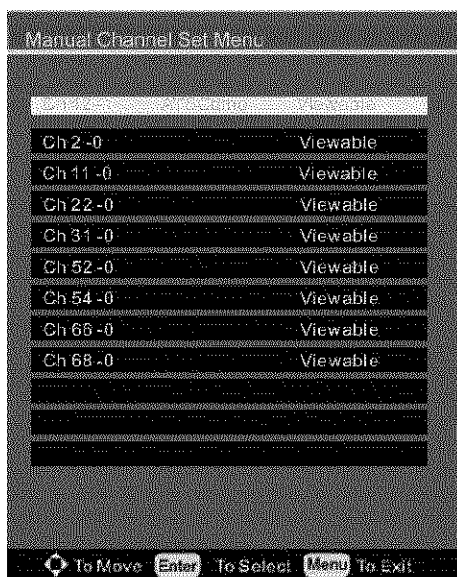 Manual Channel Set Menu
Ch 2 -0 Viewable
Ch 11 -0 Viewable
Ch 22 -0 Viewable
Ch 31 -0 Viewable
Ch 52 -0 Viewable
Ch 54 -0 Viewable
Ch 66 -0 Viewable
Ch 68 -0 Viewable
To Move Enter To Select Menu To Exit